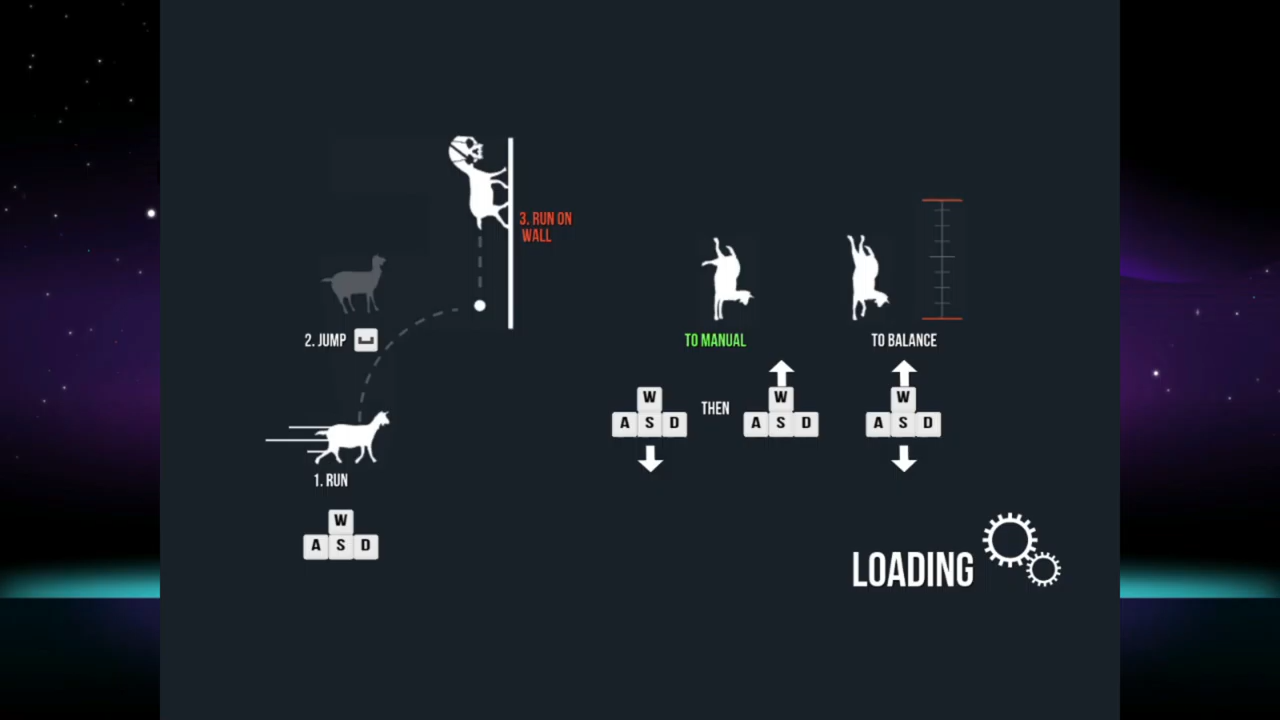 3. RUN ON
WALL
2. JUMP
1. RUN
W
A S D
TO MANUAL
W
A S D
THEN
W
A S D
TO BALANCE
W
A S D
LOADING